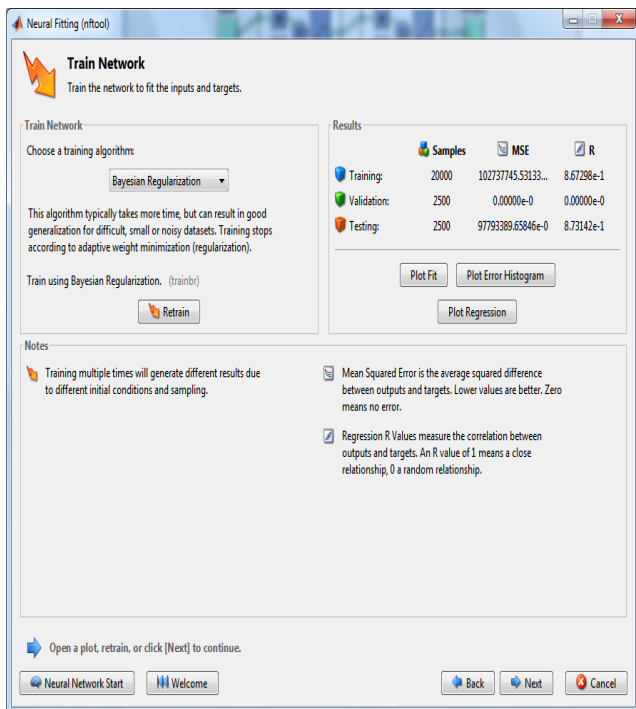 Neural Fitting (nftool)
Train Network
Train the network to fit the inputs and targets.
Train Network
Choose a training algorithm:
Bayesian Regularization
This algorithm typically takes more time, but can result in good
generalization for difficult, small or noisy datasets. Training stops
according to adaptive weight minimization (regularization).
Train using Bayesian Regularization. (trainbr)
Retrain
Results
Samples MSE R
Training: 20000 102737745.53133... 8.67298e-1
Validation: 2500 0.00000e-0 0.00000e-0
Testing: 2500 97793389.65846e-0 8.73142e-1
Plot Fit Plot Error Histogram
Plot Regression
Notes
Training multiple times will generate different results due
to different initial conditions and sampling.
Mean Squared Error is the average squared difference
between outputs and targets. Lower values are better. Zero
means no error.
Regression R Values measure the correlation between
outputs and targets. An R value of 1 means a close
relationship, 0 a random relationship.
Open a plot, retrain, or click [Next] to continue.
Neural Network Start Welcome Back Next Cancel